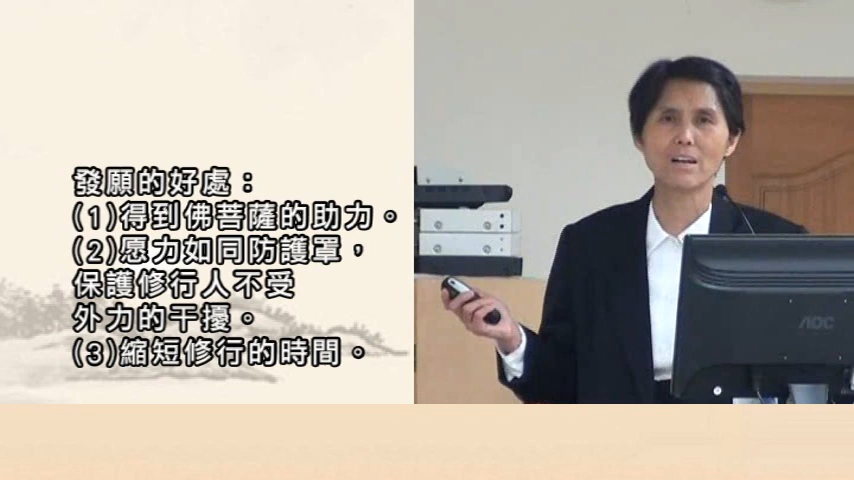 發願的好處：
(1)得到佛菩薩的助力。
(2)愿力如同防護罩，
保護修行人不受
外力的干擾。
(3)縮短修行的時間。
AOC